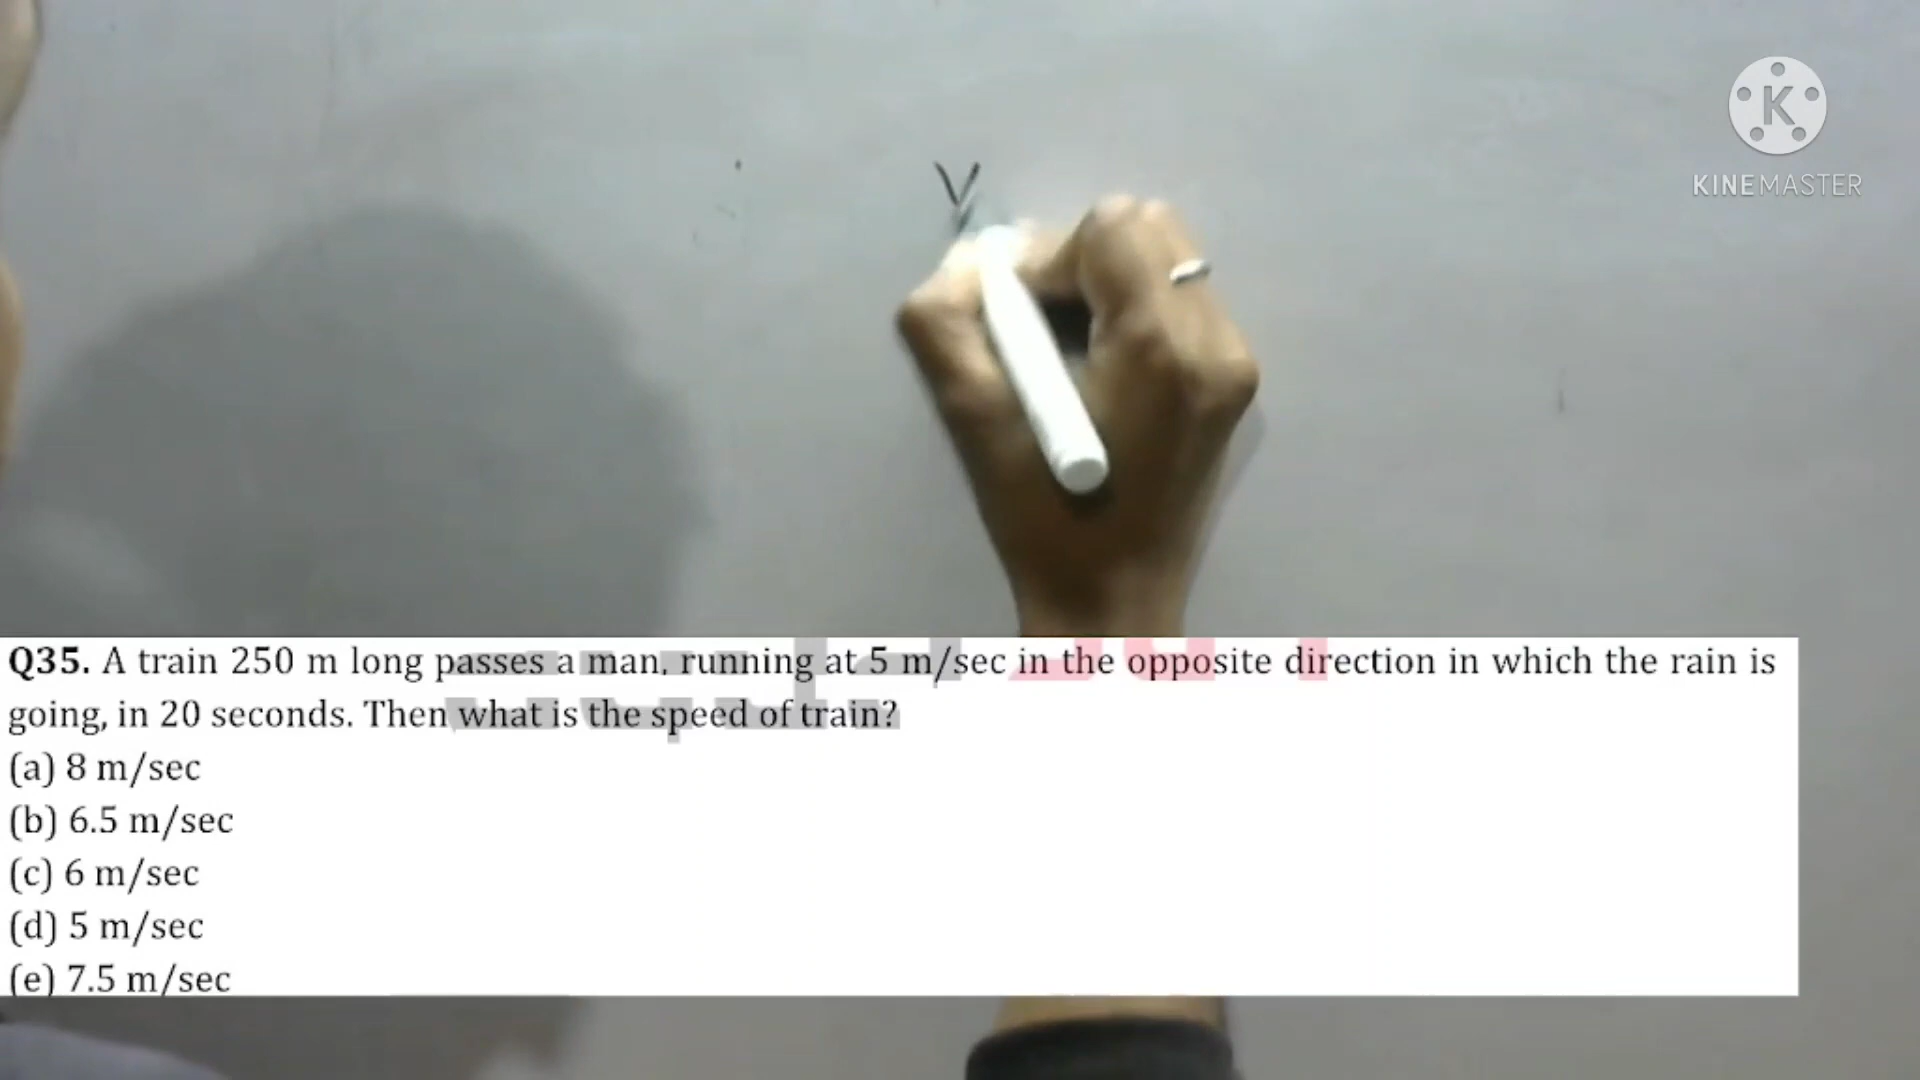 Y
K
KINEMASTER
Q35. A train 250 m long passes a man, running at 5 m/sec in the opposite direction in which the rain is
going, in 20 seconds. Then what is the speed of train?
(a) 8 m/sec
(b) 6.5 m/sec
(c) 6 m/sec
(d) 5 m/sec
(e) 7.5 m/sec